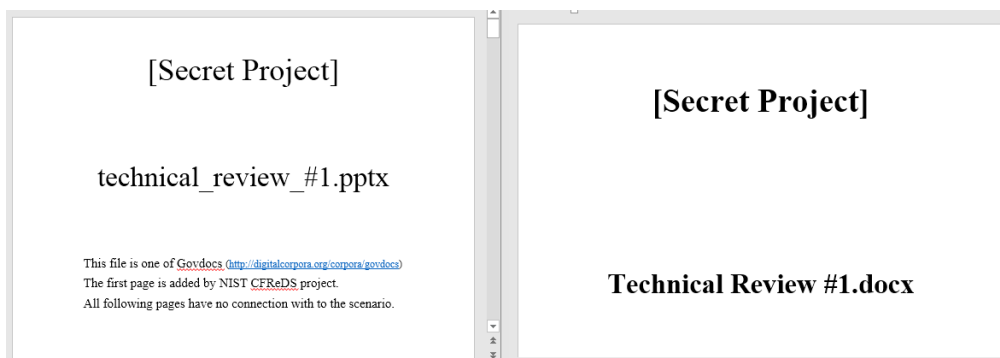 [Secret Project]
technical_review_#1.pptx
This file is one of Govdocs (http://digitalcorpora.org/corpora/govdocs)
The first page is added by NIST CFReDS project.
All following pages have no connection with to the scenario.
[Secret Project]
Technical Review #1.docx